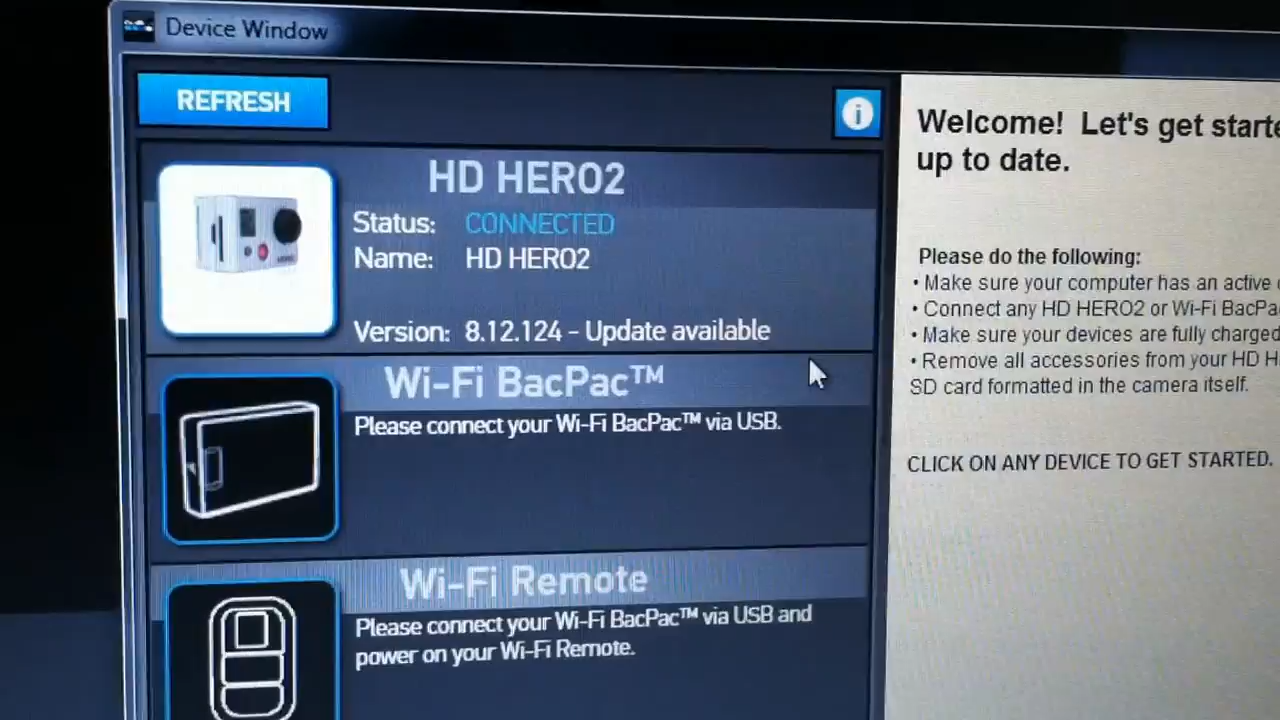 Device Window
REFRESH
i
HD HERO2
Status: CONNECTED
Name: HD HERO2
Version: 8.12.124 - Update available
Wi-Fi BacPac™
Please connect your Wi-Fi BacPac™ via USB.
Wi-Fi Remote
Please connect your Wi-Fi BacPac™ via USB and
power on your Wi-Fi Remote.
Welcome! Let's get starte
up to date.
Please do the following:
• Make sure your computer has an active
• Connect any HD HERO2 or Wi-Fi BacPa
• Make sure your devices are fully charged
• Remove all accessories from your HD H
SD card formatted in the camera itself.
CLICK ON ANY DEVICE TO GET STARTED.